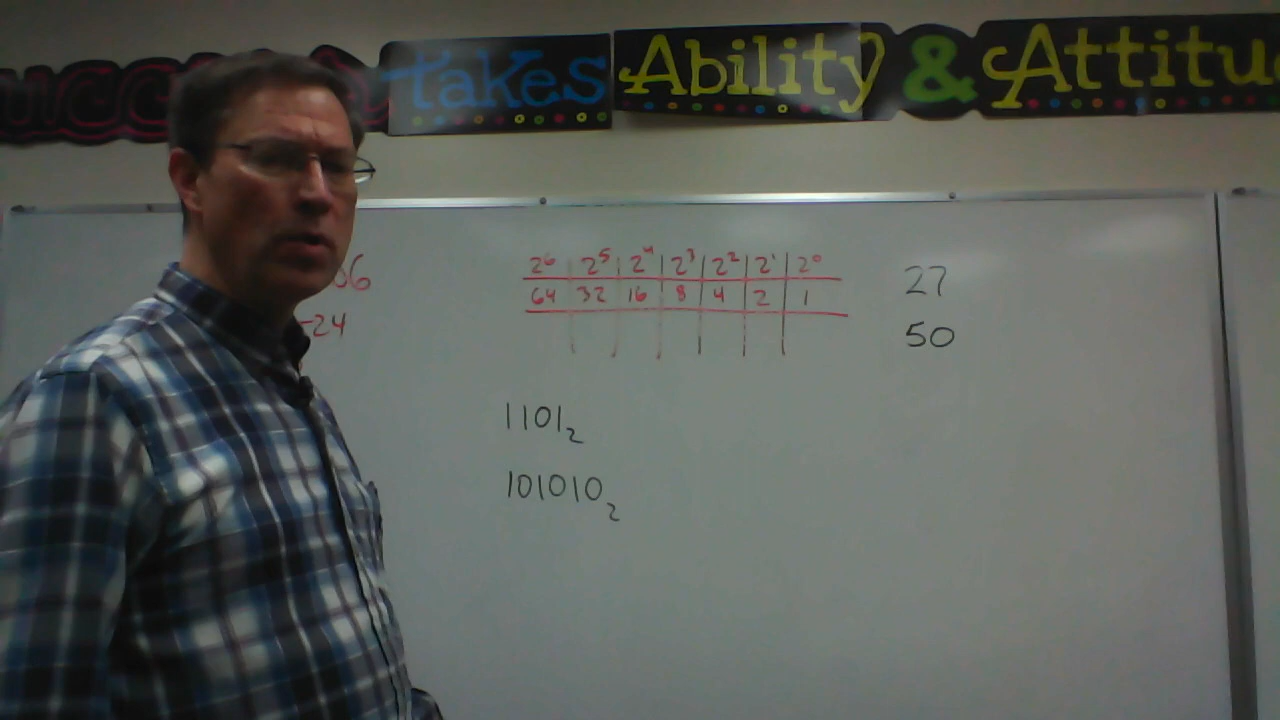 Takes Ability & Attitu
2⁶ 2⁵ 2⁴ 2³ 2² 2¹ 2⁰
64 32 16 8 4 2 1
27
50
-24
1101₂
101010₂